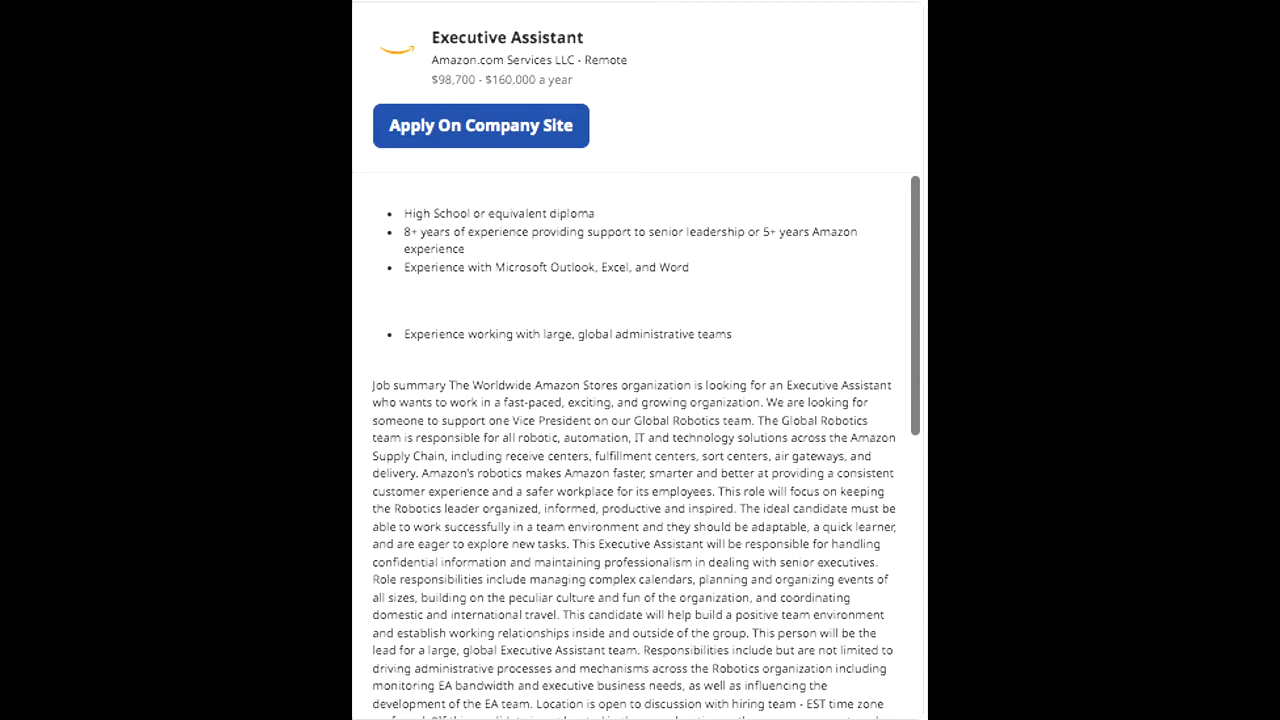 Executive Assistant
Amazon.com Services LLC - Remote
$98,700 - $160,000 a year
Apply On Company Site
• High School or equivalent diploma
• 8+ years of experience providing support to senior leadership or 5+ years Amazon
experience
• Experience with Microsoft Outlook, Excel, and Word
• Experience working with large, global administrative teams
Job summary The Worldwide Amazon Stores organization is looking for an Executive Assistant
who wants to work in a fast-paced, exciting, and growing organization. We are looking for
someone to support one Vice President on our Global Robotics team. The Global Robotics
team is responsible for all robotic, automation, IT and technology solutions across the Amazon
Supply Chain, including receive centers, fulfillment centers, sort centers, air gateways, and
delivery. Amazon's robotics makes Amazon faster, smarter and better at providing a consistent
customer experience and a safer workplace for its employees. This role will focus on keeping
the Robotics leader organized, informed, productive and inspired. The ideal candidate must be
able to work successfully in a team environment and they should be adaptable, a quick learner,
and are eager to explore new tasks. This Executive Assistant will be responsible for handling
confidential information and maintaining professionalism in dealing with senior executives.
Role responsibilities include managing complex calendars, planning and organizing events of
all sizes, building on the peculiar culture and fun of the organization, and coordinating
domestic and international travel. This candidate will help build a positive team environment
and establish working relationships inside and outside of the group. This person will be the
lead for a large, global Executive Assistant team. Responsibilities include but are not limited to
driving administrative processes and mechanisms across the Robotics organization including
monitoring EA bandwidth and executive business needs, as well as influencing the
development of the EA team. Location is open to discussion with hiring team - EST time zone